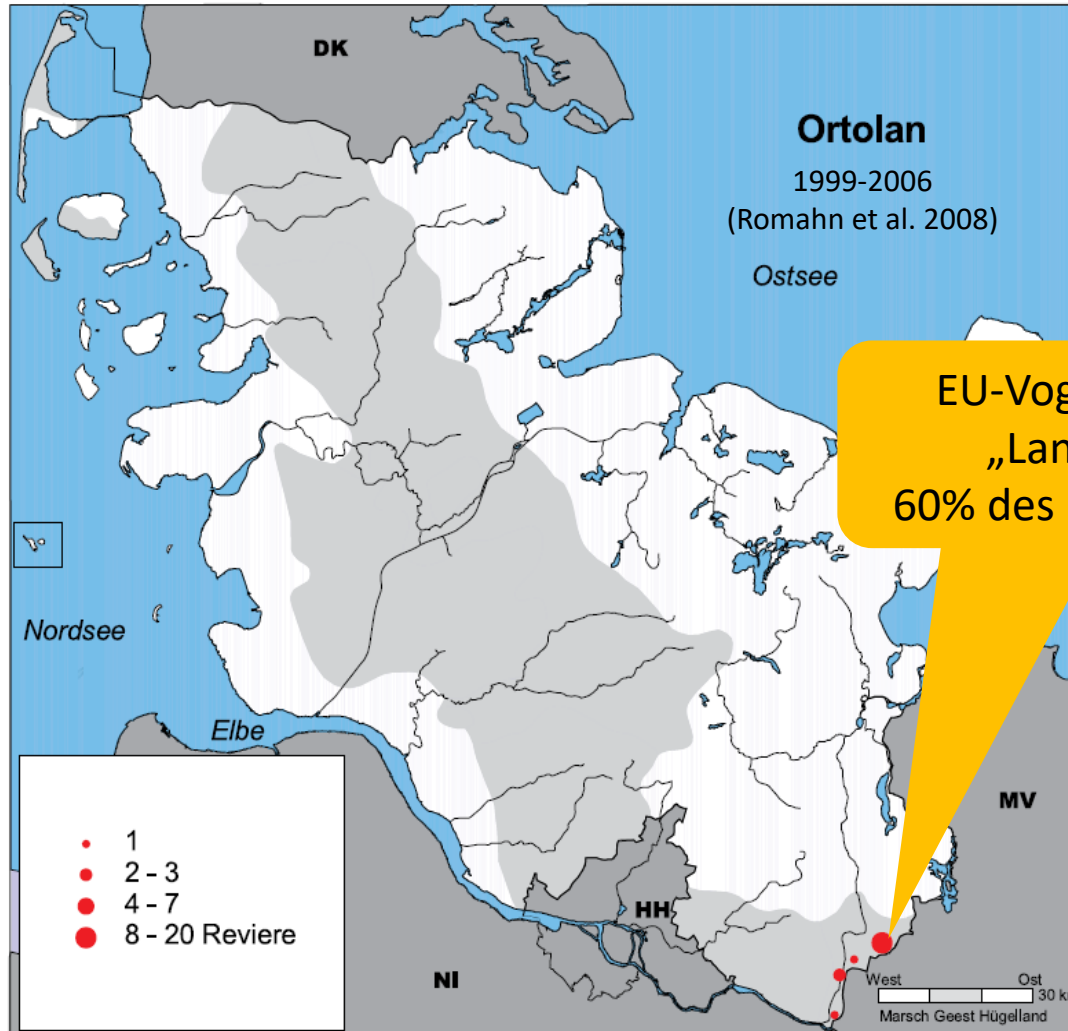 DK
Ortolan
1999-2006
(Romahn et al. 2008)
Ostsee
EU-Vog
„Lan
60% des
Nordsee
Elbe
MV
1
2 - 3
4 - 7
8 - 20 Reviere
HH
NI
West Ost
30 k
Marsch Geest Hügelland